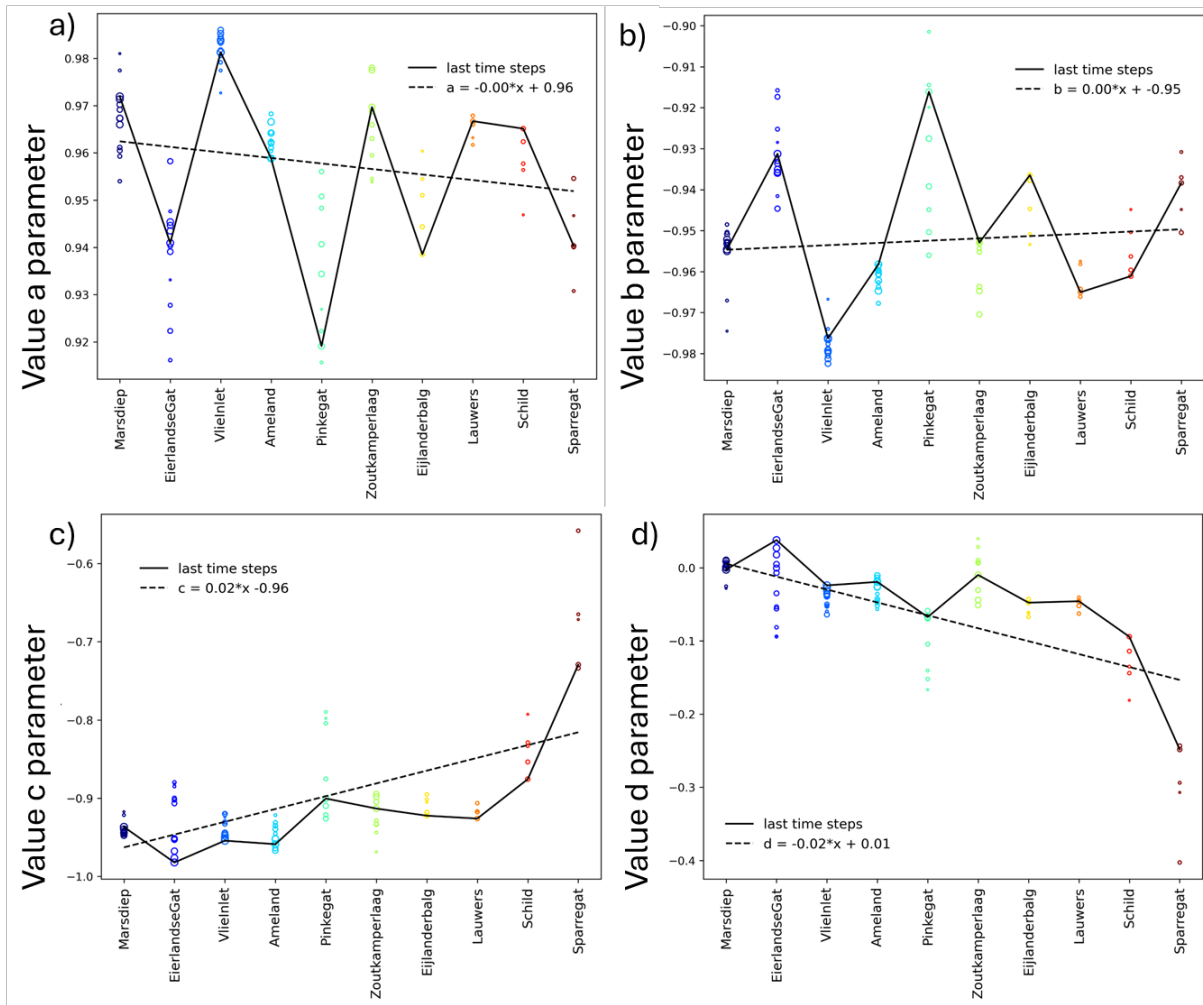 a)
Value a parameter
0.98
0.97
0.96
0.95
0.94
0.93
0.92
last time steps
a = -0.00*x + 0.96
Marsdiep
EierlandseGat
VlieInlet
Ameland
Pinkegat
Zoutkamperlaag
Eijlanderbalg
Lauwers
Schild
Sparregat
b)
Value b parameter
−0.90
−0.91
−0.92
−0.93
−0.94
−0.95
−0.96
−0.97
−0.98
last time steps
b = 0.00*x + -0.95
Marsdiep
EierlandseGat
VlieInlet
Ameland
Pinkegat
Zoutkamperlaag
Eijlanderbalg
Lauwers
Schild
Sparregat
c)
Value c parameter
−0.6
−0.7
−0.8
−0.9
−1.0
last time steps
c = 0.02*x -0.96
Marsdiep
EierlandseGat
VlieInlet
Ameland
Pinkegat
Zoutkamperlaag
Eijlanderbalg
Lauwers
Schild
Sparregat
d)
Value d parameter
0.0
−0.1
−0.2
−0.3
−0.4
last time steps
d = -0.02*x + 0.01
Marsdiep
EierlandseGat
VlieInlet
Ameland
Pinkegat
Zoutkamperlaag
Eijlanderbalg
Lauwers
Schild
Sparregat